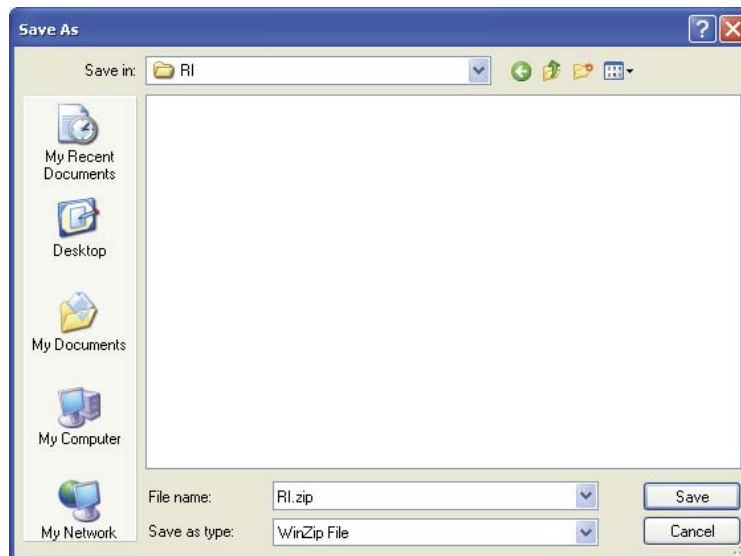 Save As
Save in: RI
My Recent
Documents
Desktop
My Documents
My Computer
My Network
File name: RI.zip
Save
Save as type: WinZip File
Cancel